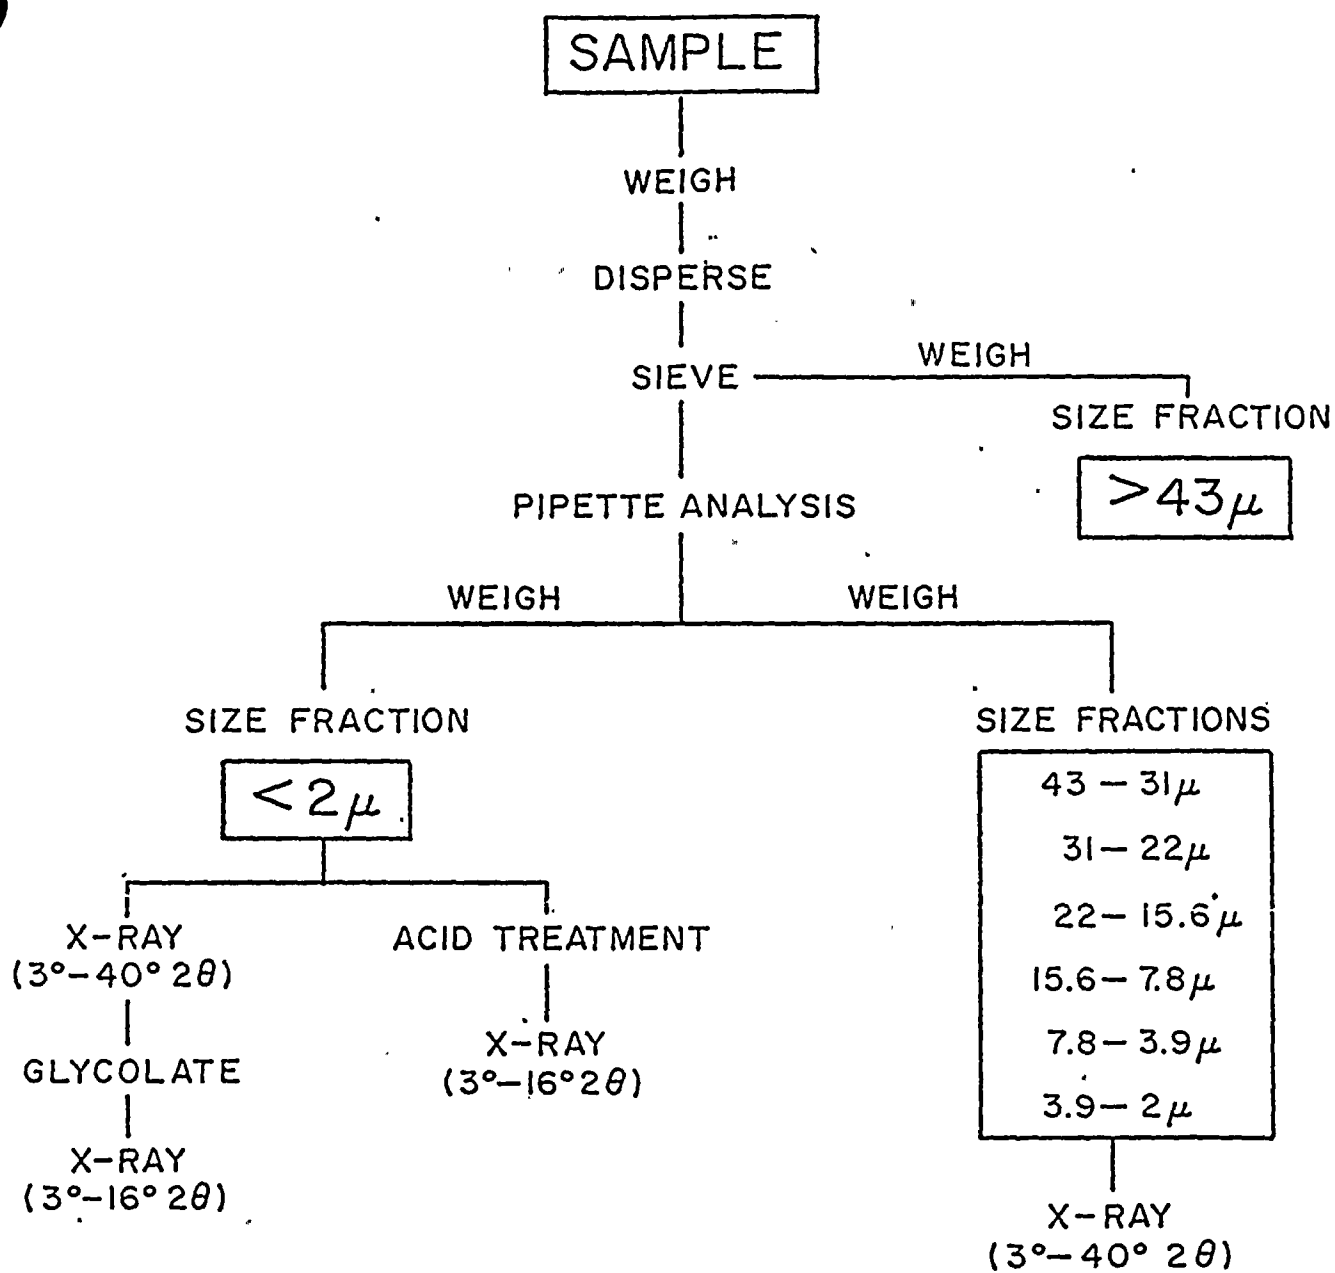 SAMPLE
WEIGH
DISPERSE
SIEVE
WEIGH
SIZE FRACTION
>43μ
PIPETTE ANALYSIS
WEIGH
WEIGH
SIZE FRACTION
<2μ
X-RAY
(3°-40° 2θ)
GLYCOLATE
X-RAY
(3°-16° 2θ)
ACID TREATMENT
X-RAY
(3°-16° 2θ)
SIZE FRACTIONS
43 - 31μ
31 - 22μ
22 - 15.6μ
15.6 - 7.8μ
7.8 - 3.9μ
3.9 - 2μ
X-RAY
(3°-40° 2θ)